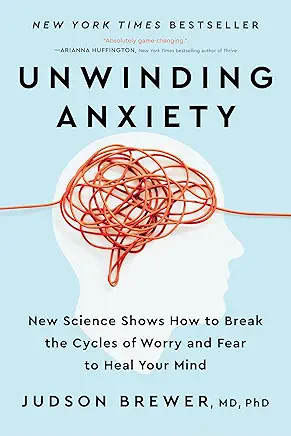 NEW YORK TIMES BESTSELLER
"Absolutely game-changing."
—ARIANNA HUFFINGTON, New York Times bestselling author of Thrive
UNWINDING
ANXIETY
New Science Shows How to Break
the Cycles of Worry and Fear
to Heal Your Mind
JUDSON BREWER, MD, PhD